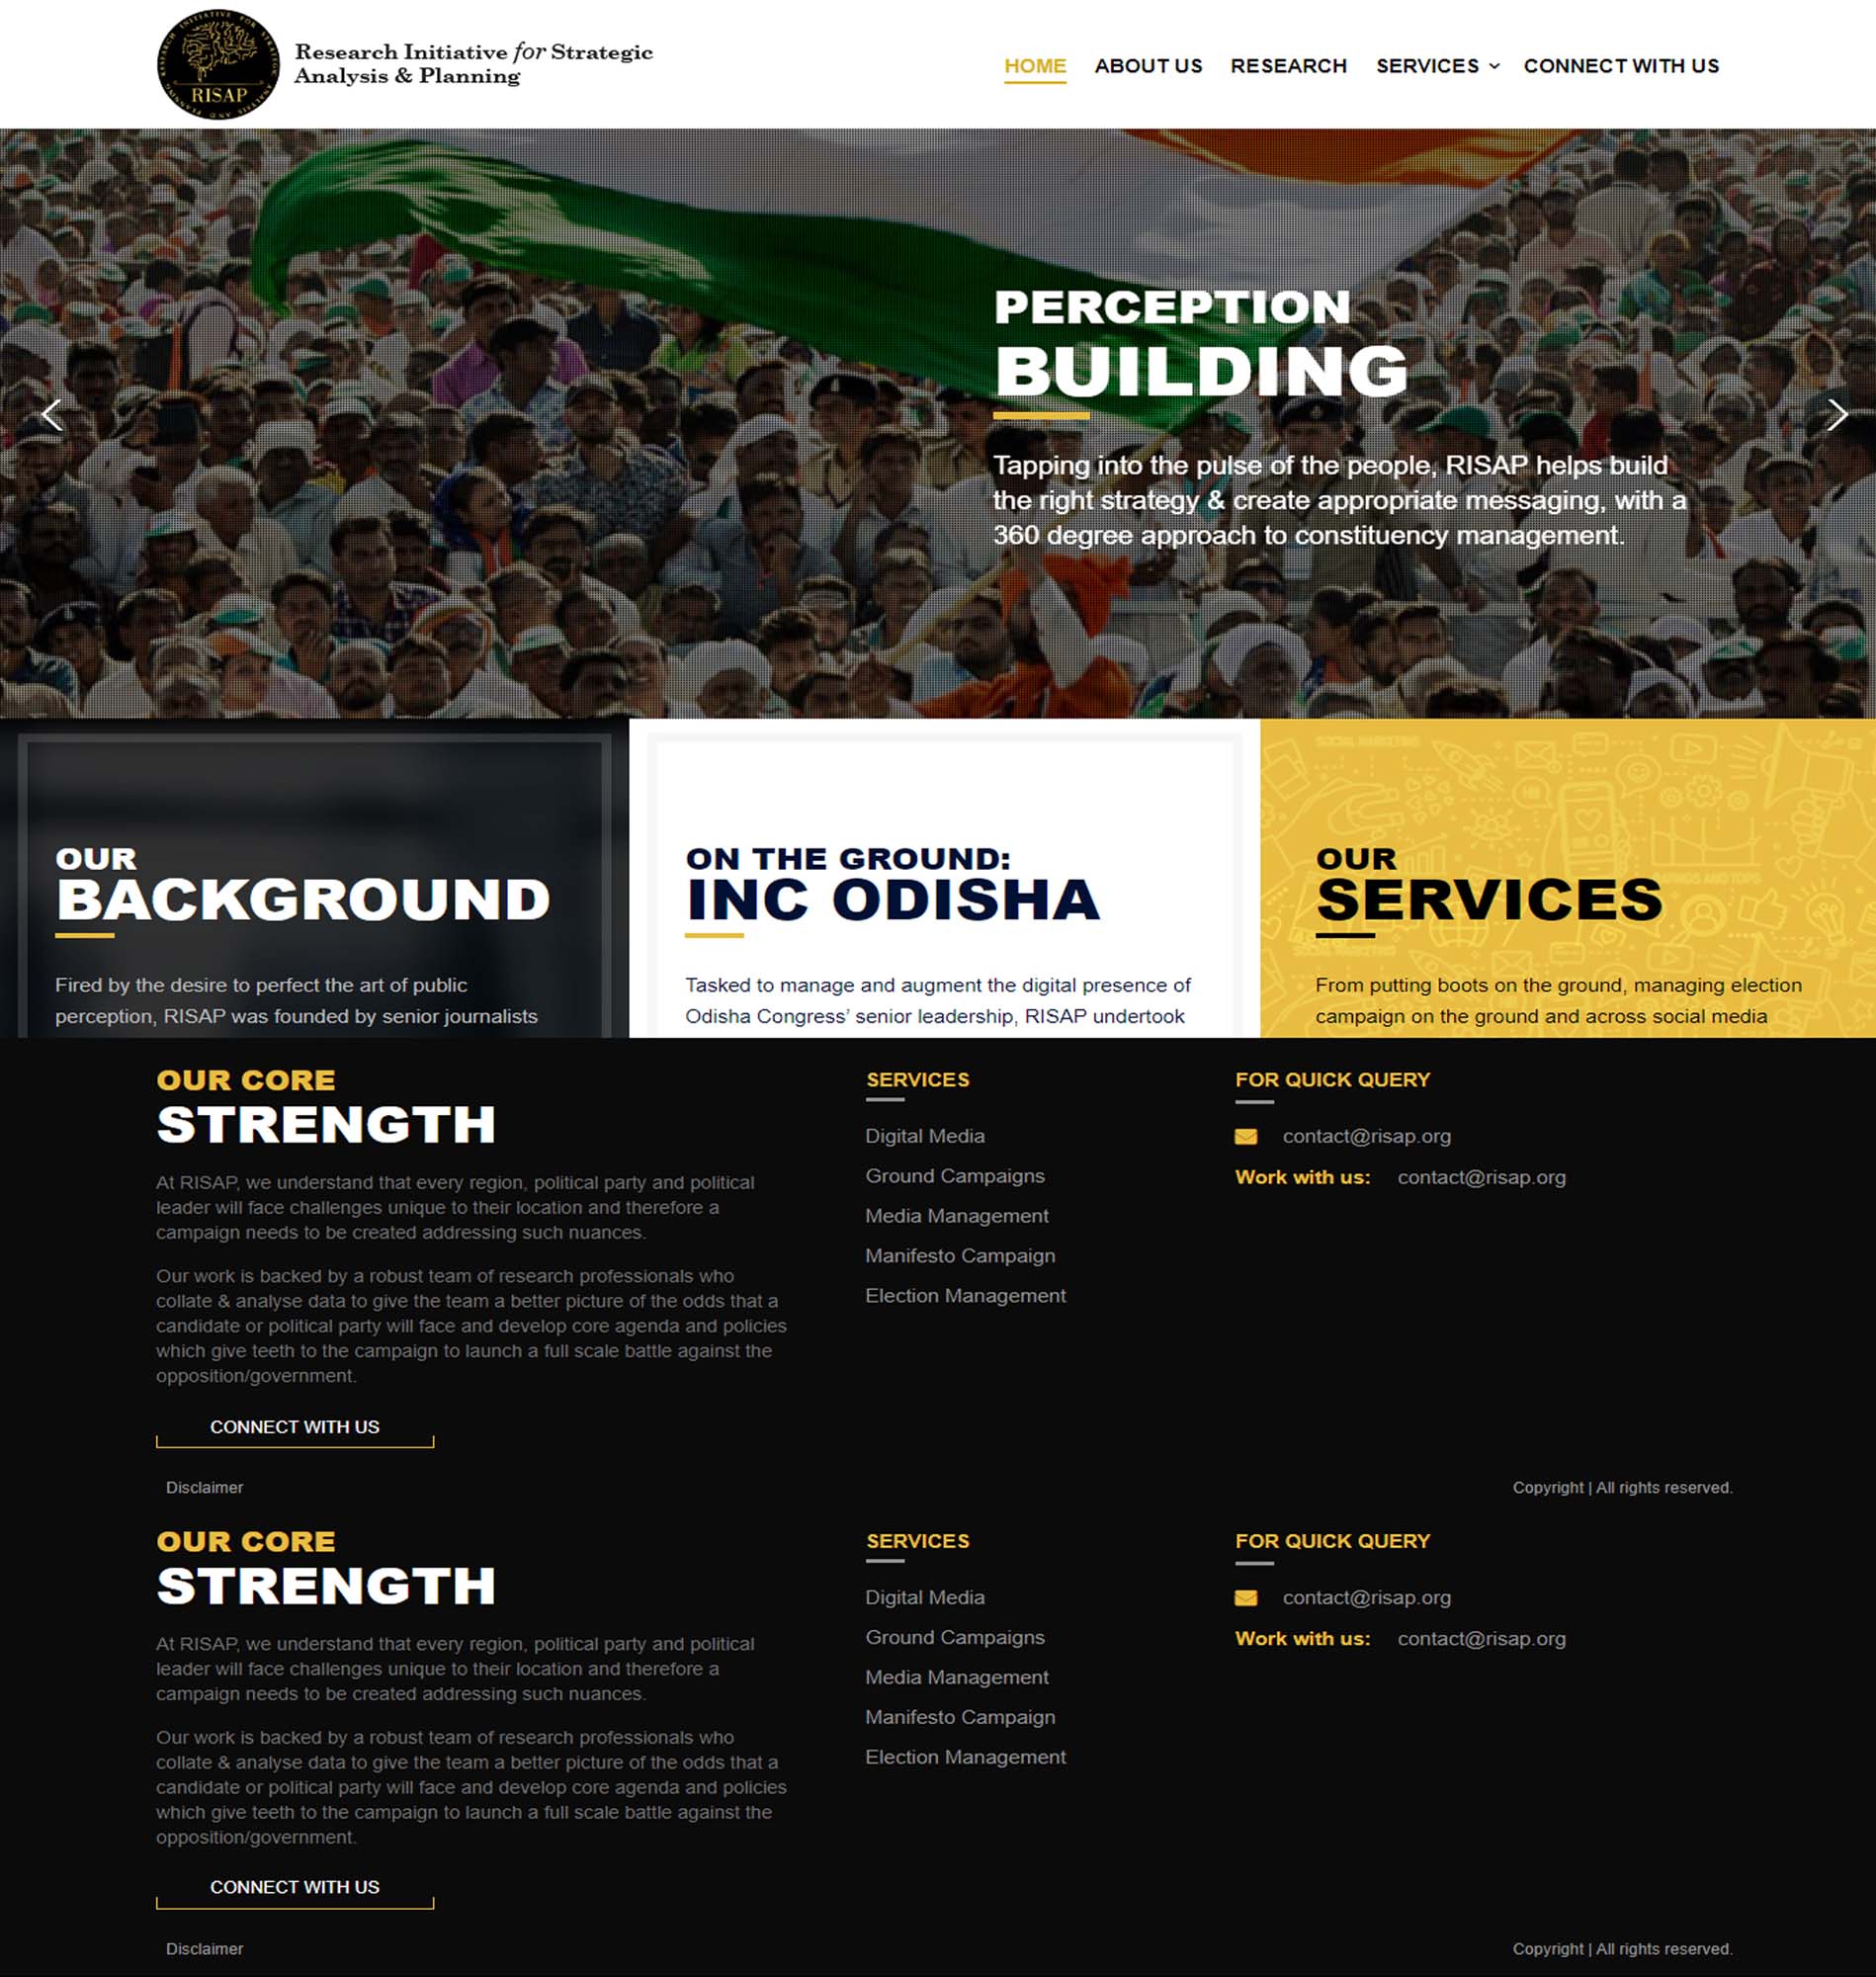 RISAP
Research Initiative for Strategic
Analysis & Planning
HOME ABOUT US RESEARCH SERVICES CONNECT WITH US
PERCEPTION
BUILDING
Tapping into the pulse of the people, RISAP helps build
the right strategy & create appropriate messaging, with a
360 degree approach to constituency management.
OUR
BACKGROUND
Fired by the desire to perfect the art of public
perception, RISAP was founded by senior journalists
ON THE GROUND:
INC ODISHA
Tasked to manage and augment the digital presence of
Odisha Congress’ senior leadership, RISAP undertook
SOCIAL MARKETING
OUR
SERVICES
From putting boots on the ground, managing election
campaign on the ground and across social media
OUR CORE
STRENGTH
At RISAP, we understand that every region, political party and political
leader will face challenges unique to their location and therefore a
campaign needs to be created addressing such nuances.
Our work is backed by a robust team of research professionals who
collate & analyse data to give the team a better picture of the odds that a
candidate or political party will face and develop core agenda and policies
which give teeth to the campaign to launch a full scale battle against the
opposition/government.
CONNECT WITH US
SERVICES
Digital Media
Ground Campaigns
Media Management
Manifesto Campaign
Election Management
FOR QUICK QUERY
contact@risap.org
Work with us: contact@risap.org
Disclaimer
Copyright | All rights reserved.
OUR CORE
STRENGTH
At RISAP, we understand that every region, political party and political
leader will face challenges unique to their location and therefore a
campaign needs to be created addressing such nuances.
Our work is backed by a robust team of research professionals who
collate & analyse data to give the team a better picture of the odds that a
candidate or political party will face and develop core agenda and policies
which give teeth to the campaign to launch a full scale battle against the
opposition/government.
CONNECT WITH US
SERVICES
Digital Media
Ground Campaigns
Media Management
Manifesto Campaign
Election Management
FOR QUICK QUERY
contact@risap.org
Work with us: contact@risap.org
Disclaimer
Copyright | All rights reserved.